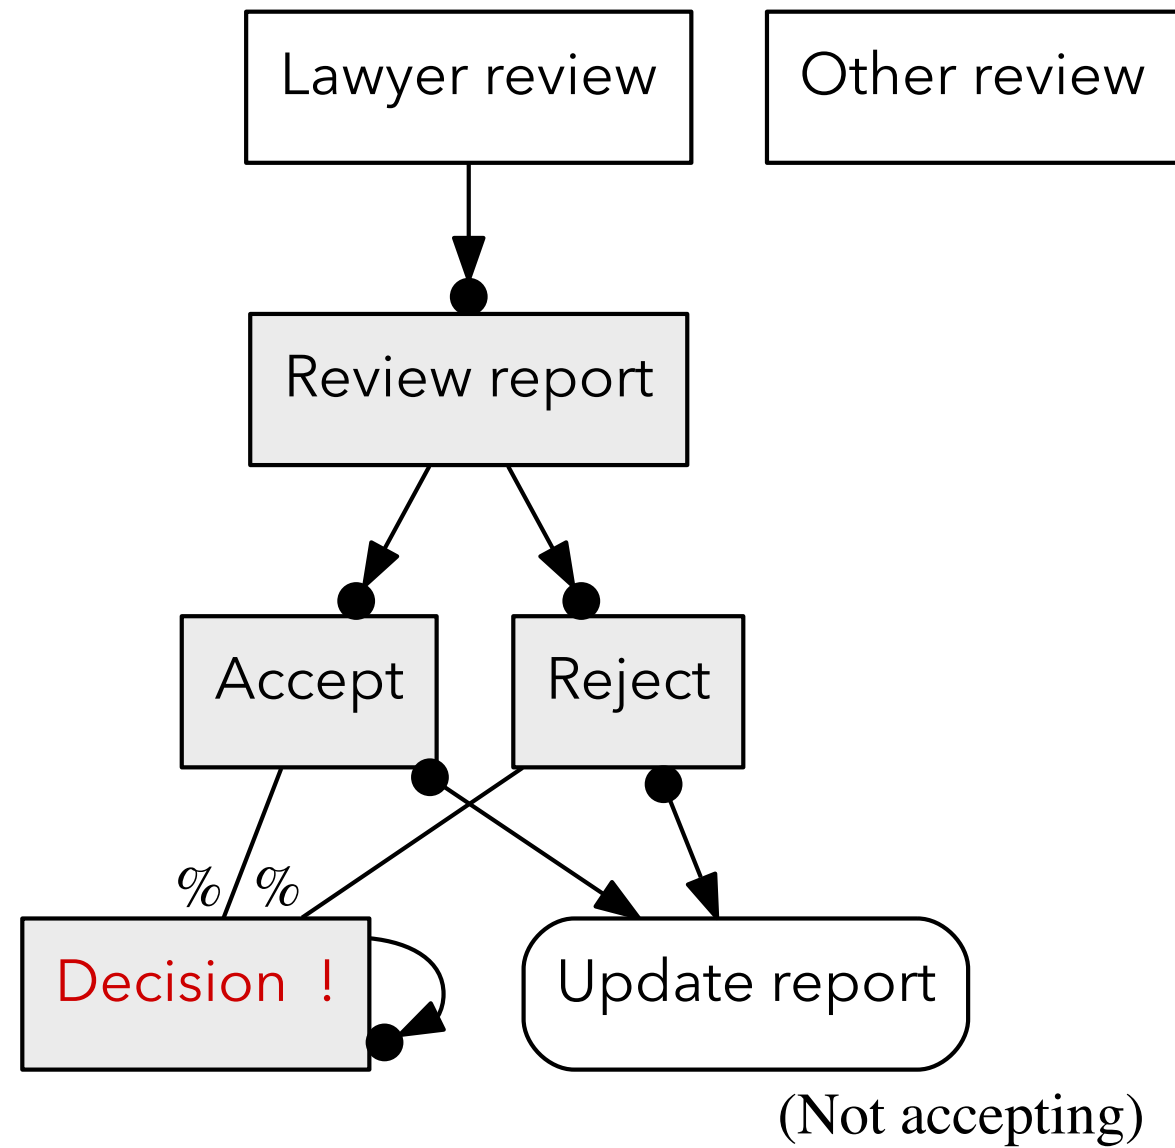 Lawyer review
Other review
Review report
Accept
Reject
%
%
Decision !
Update report
(Not accepting)